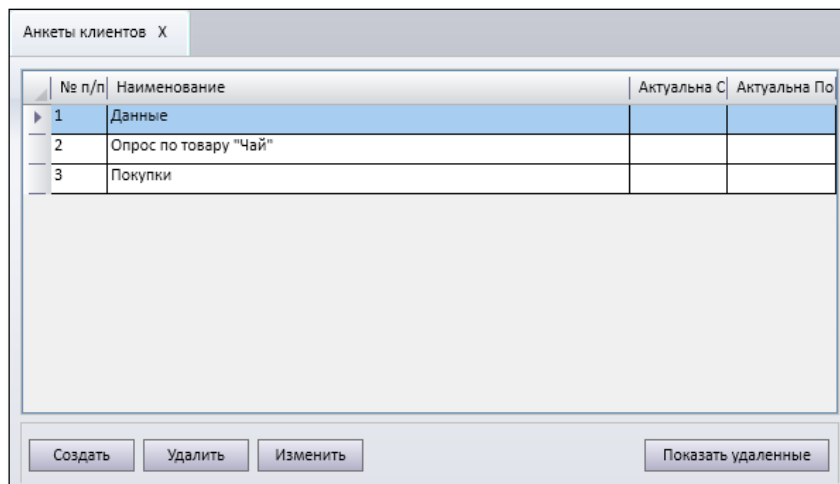 Анкеты клиентов X
№ п/п Наименование Актуальна С Актуальна По
1 Данные
2 Опрос по товару "Чай"
3 Покупки
Создать Удалить Изменить Показать удаленные